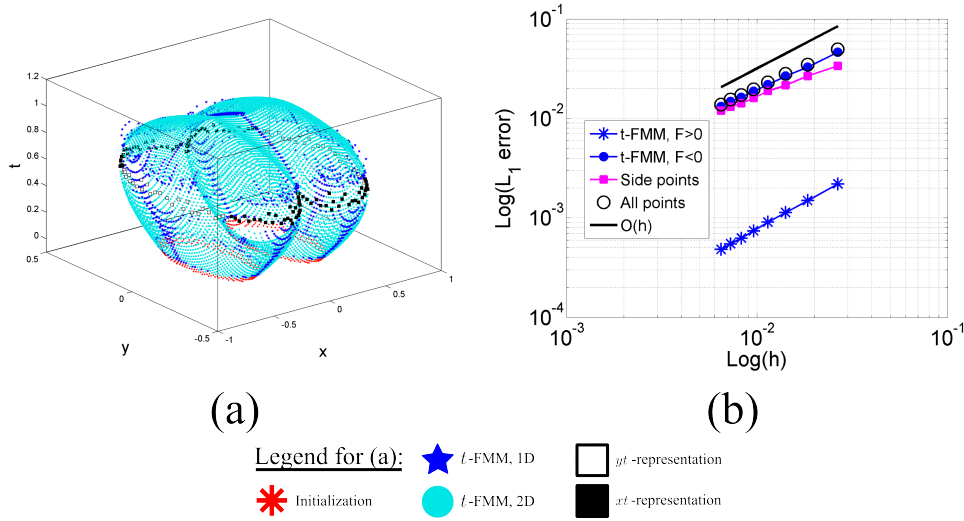 1.2
1
0.8
0.6
0.4
0.2
0
t
0.5
0
-0.5
y
-1
-0.5
0
0.5
1
x
(a)
10^-1
10^-2
10^-3
10^-4
Log(L_1 error)
t-FMM, F>0
t-FMM, F<0
Side points
All points
O(h)
10^-3
10^-2
10^-1
Log(h)
(b)
Legend for (a):
Initialization
t-FMM, 1D
t-FMM, 2D
yt-representation
xt-representation